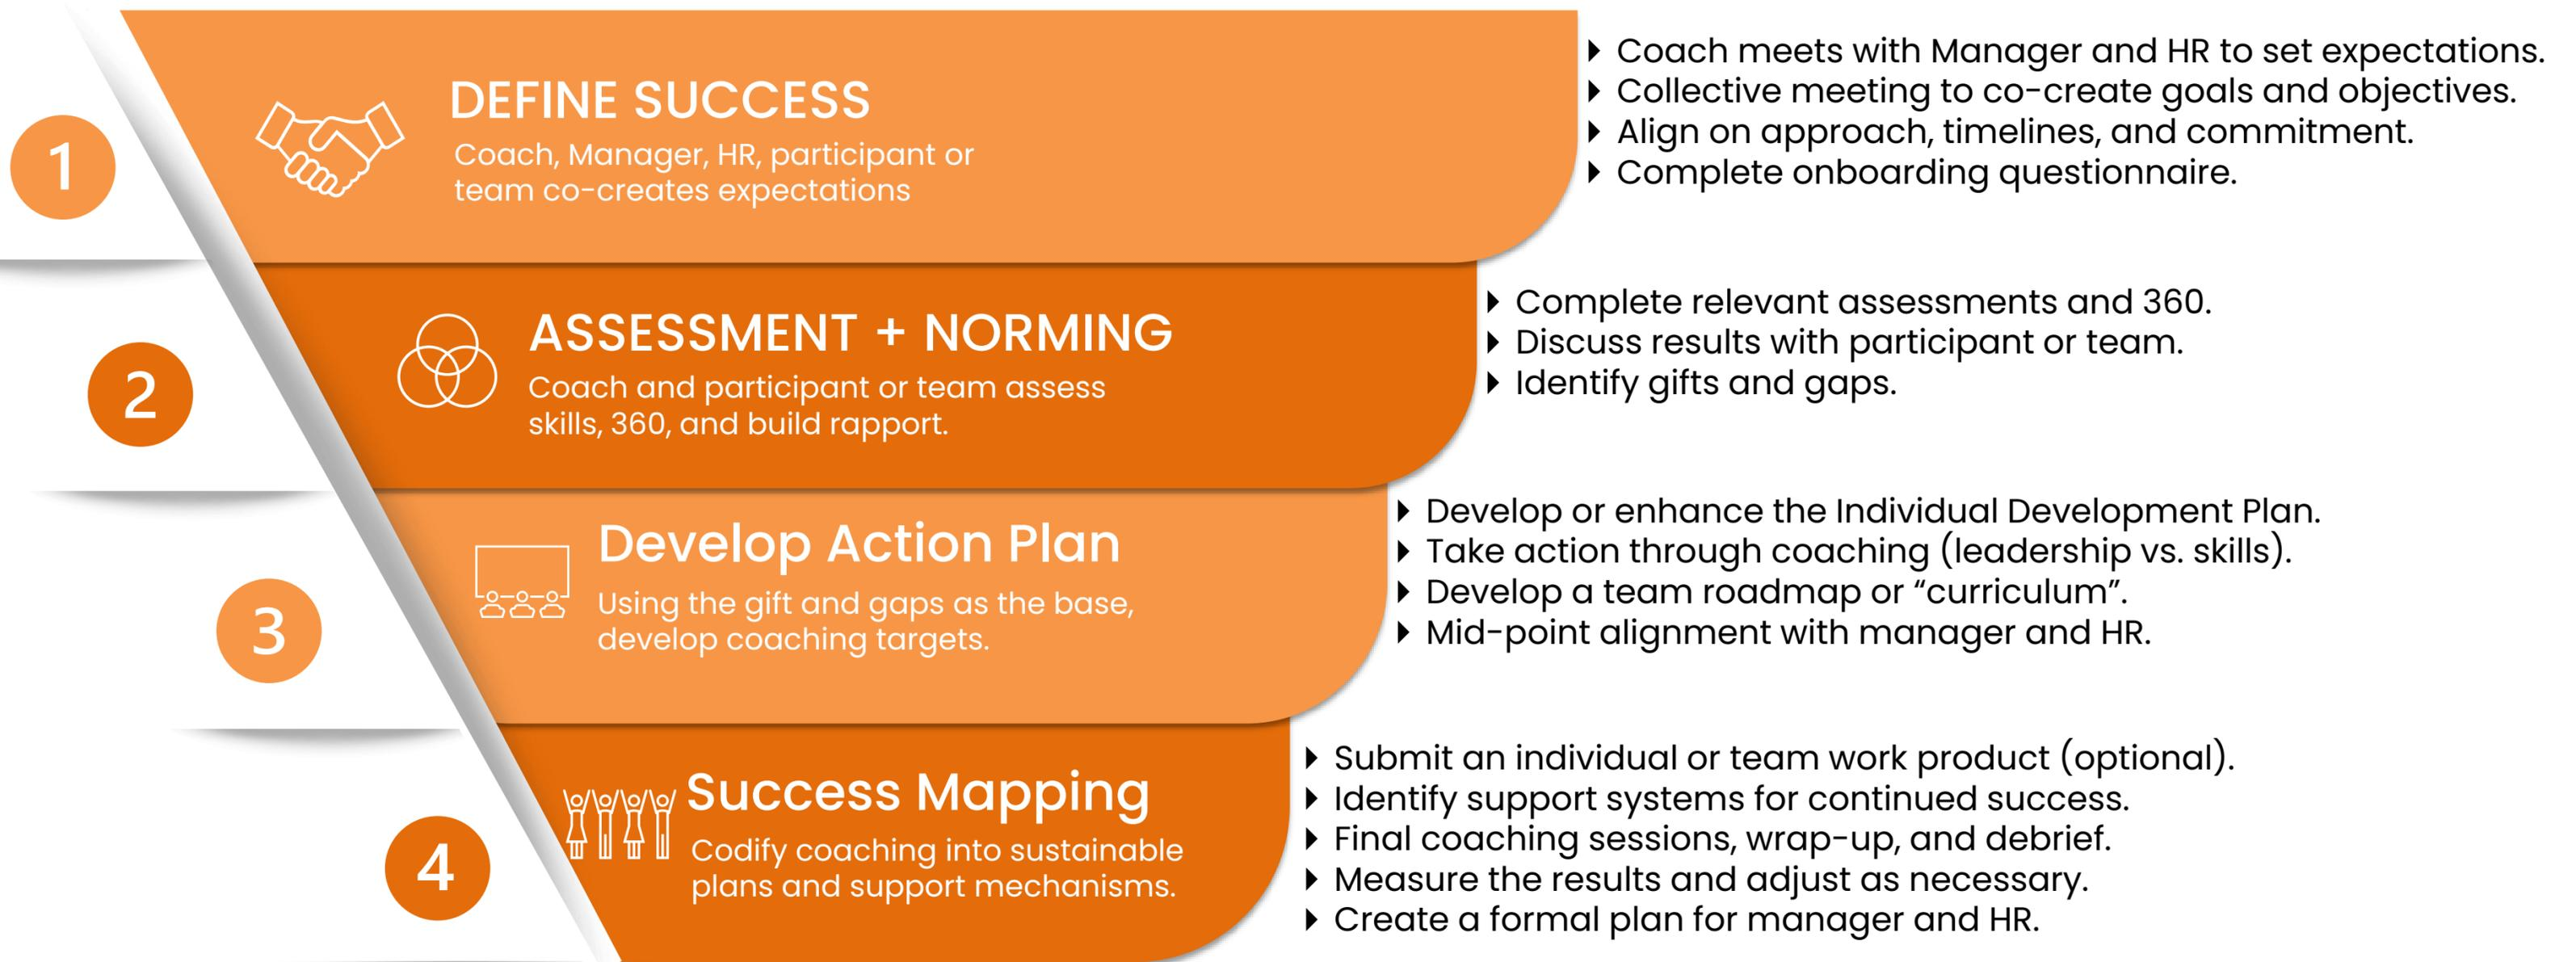 1
DEFINE SUCCESS
Coach, Manager, HR, participant or
team co-creates expectations
Coach meets with Manager and HR to set expectations.
Collective meeting to co-create goals and objectives.
Align on approach, timelines, and commitment.
Complete onboarding questionnaire.
2
ASSESSMENT + NORMING
Coach and participant or team assess
skills, 360, and build rapport.
Complete relevant assessments and 360.
Discuss results with participant or team.
Identify gifts and gaps.
3
Develop Action Plan
Using the gift and gaps as the base,
develop coaching targets.
Develop or enhance the Individual Development Plan.
Take action through coaching (leadership vs. skills).
Develop a team roadmap or “curriculum”.
Mid-point alignment with manager and HR.
4
Success Mapping
Codify coaching into sustainable
plans and support mechanisms.
Submit an individual or team work product (optional).
Identify support systems for continued success.
Final coaching sessions, wrap-up, and debrief.
Measure the results and adjust as necessary.
Create a formal plan for manager and HR.